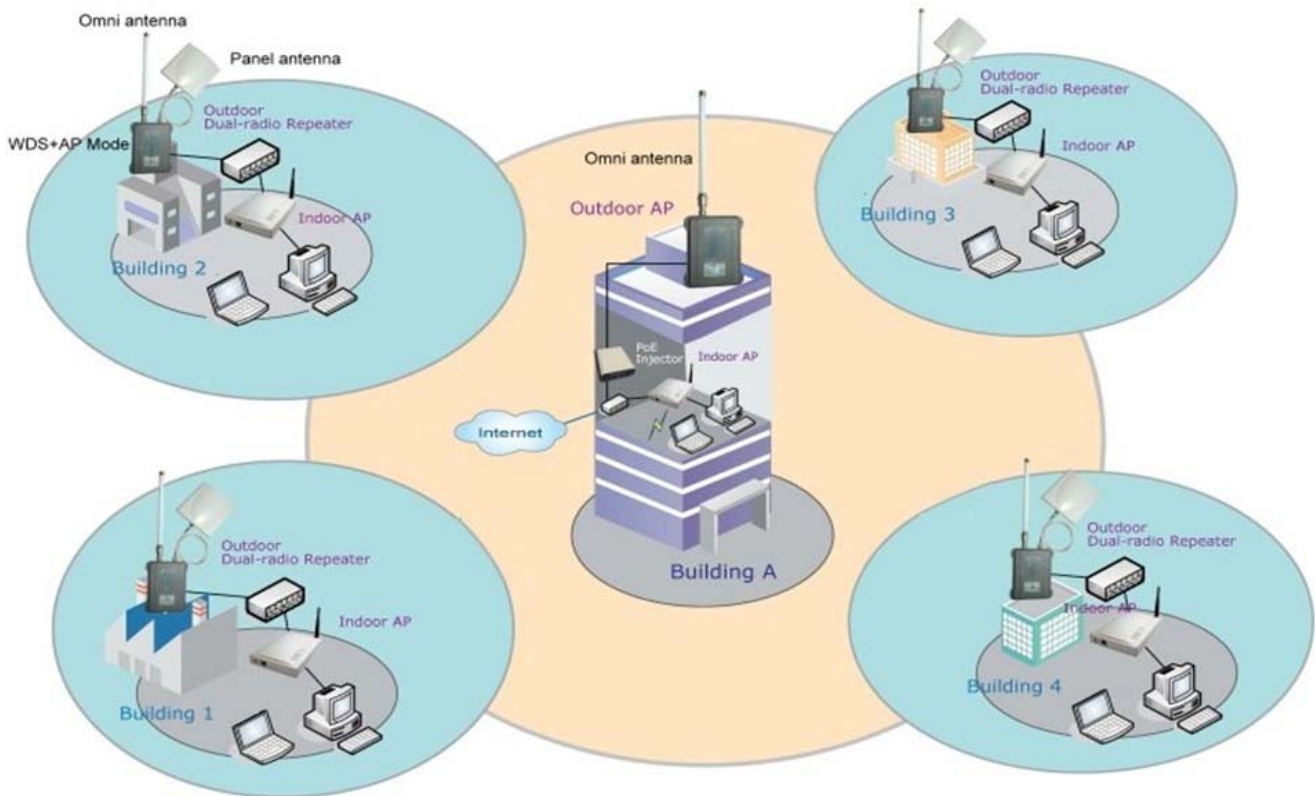 Omni antenna
Panel antenna
Outdoor
Dual-radio Repeater
WDS+AP Mode
Indoor AP
Building 2
Omni antenna
Outdoor AP
PoE
Injector
Indoor AP
Internet
Building A
Outdoor
Dual-radio Repeater
Indoor AP
Building 3
Outdoor
Dual-radio Repeater
Indoor AP
Building 1
Outdoor
Dual-radio Repeater
Indoor AP
Building 4